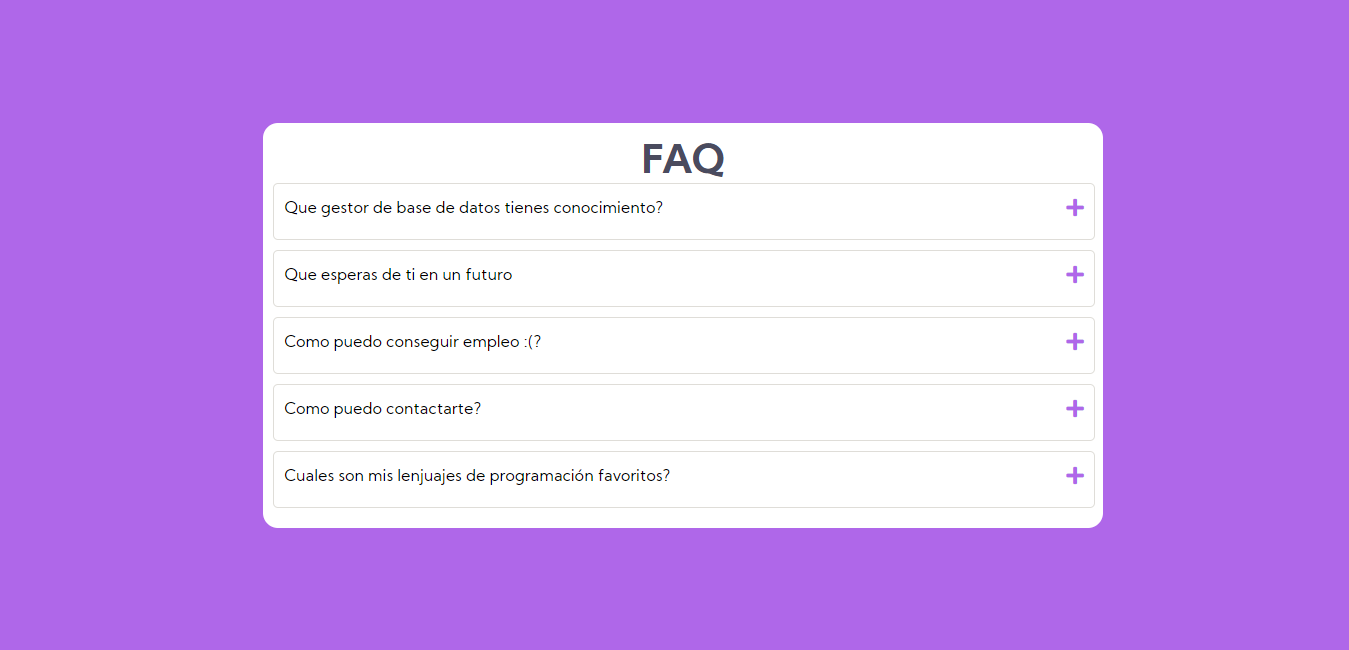 FAQ
Que gestor de base de datos tienes conocimiento?
Que esperas de ti en un futuro
Como puedo conseguir empleo :(?
Como puedo contactarte?
Cuales son mis lenjuajes de programación favoritos?